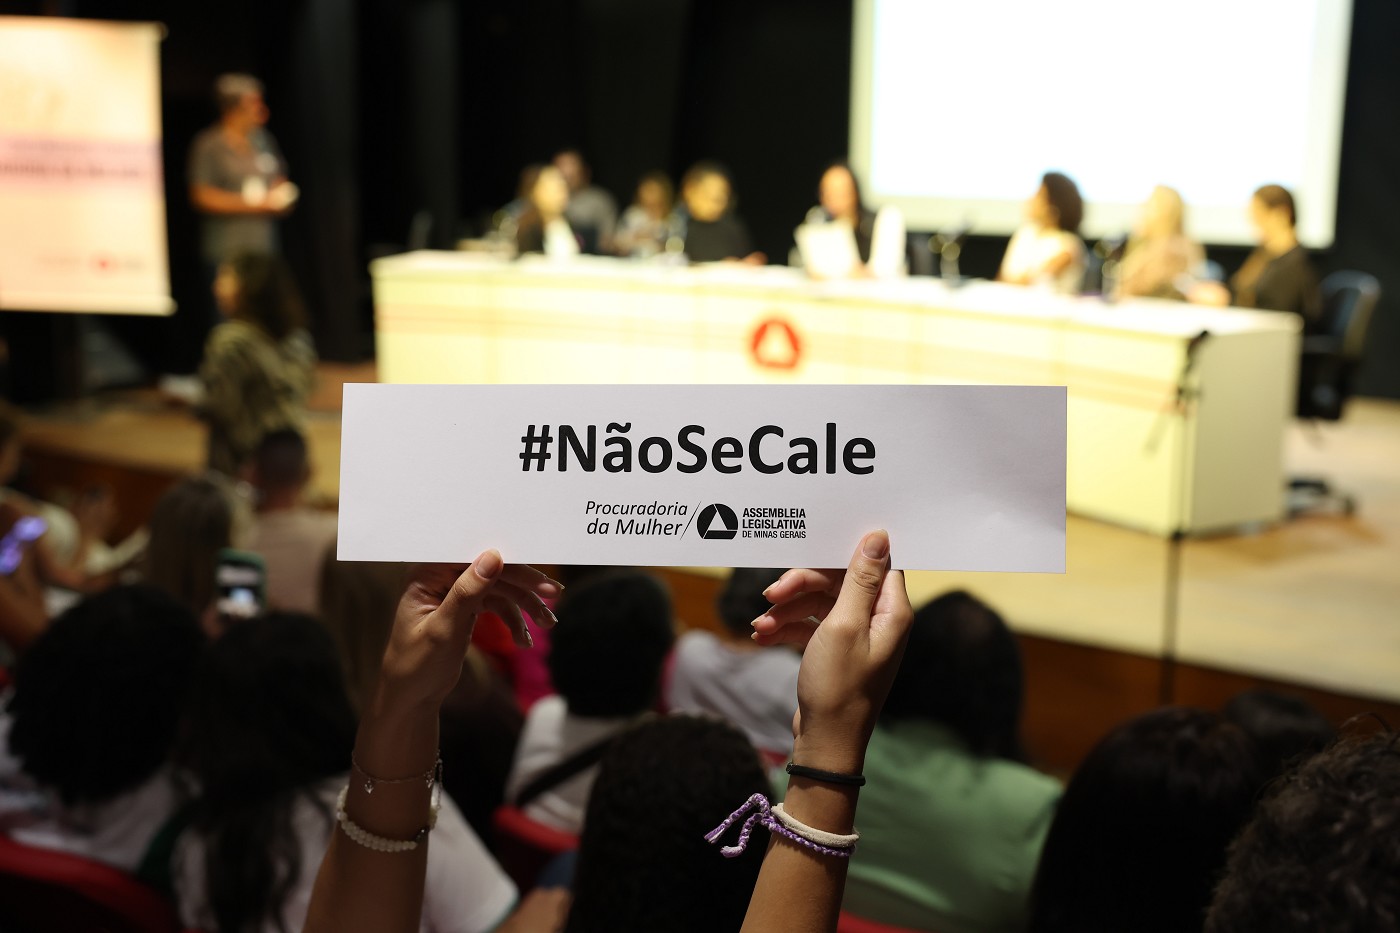 #NãoSeCale
Procuradoria
da Mulher
ASSEMBLEIA
LEGISLATIVA
DE MINAS GERAIS